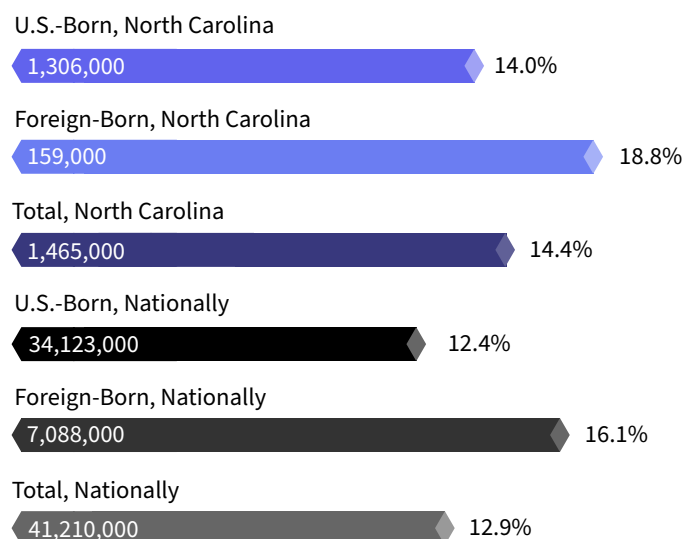 U.S.-Born, North Carolina
1,306,000 14.0%
Foreign-Born, North Carolina
159,000 18.8%
Total, North Carolina
1,465,000 14.4%
U.S.-Born, Nationally
34,123,000 12.4%
Foreign-Born, Nationally
7,088,000 16.1%
Total, Nationally
41,210,000 12.9%